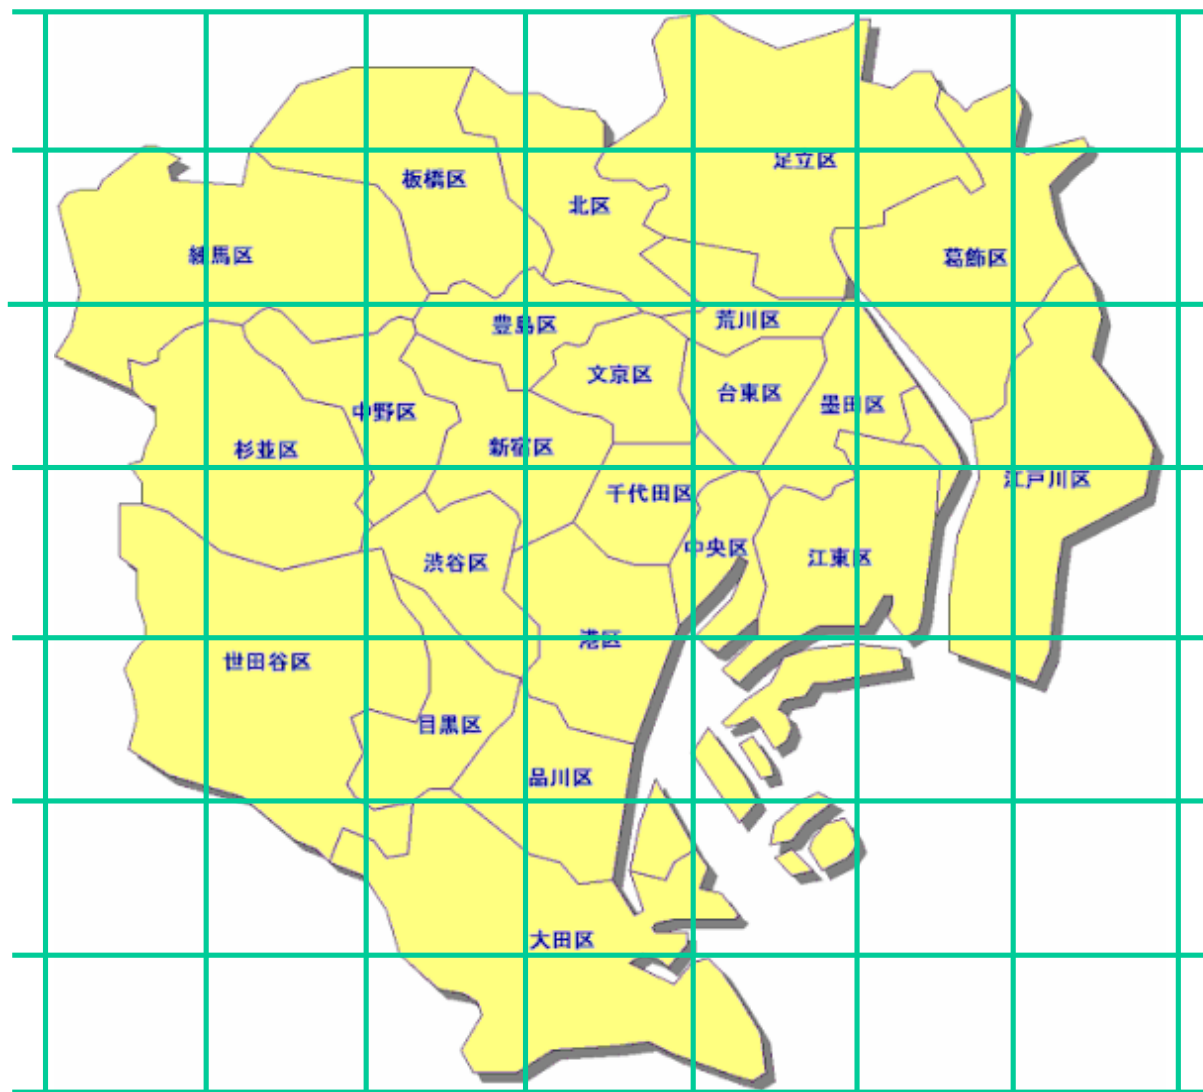 足立区
板橋区
北区
練馬区
葛飾区
豊島区
荒川区
文京区
台東区
墨田区
中野区
新宿区
杉並区
江戸川区
千代田区
中央区
江東区
渋谷区
港区
世田谷区
目黒区
品川区
大田区